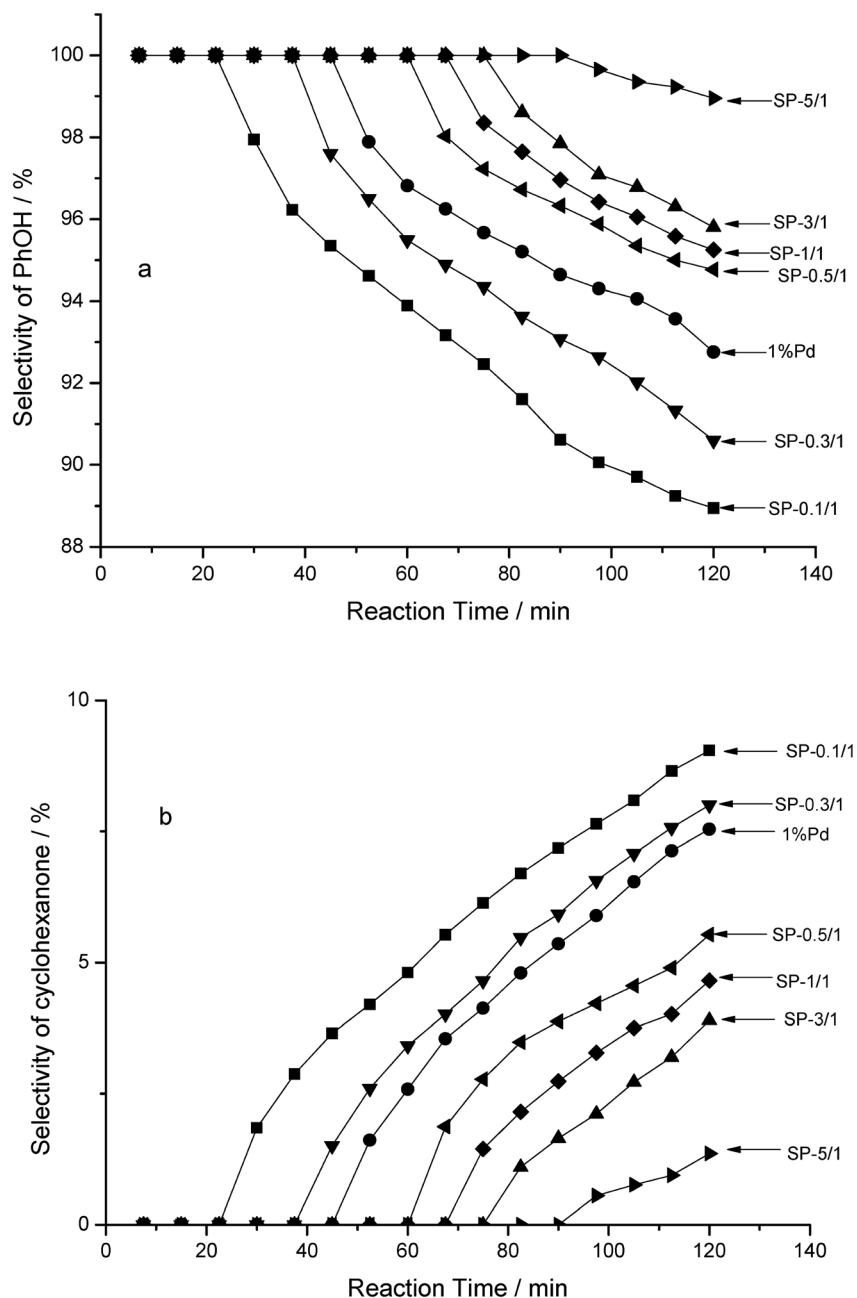 100
98
96
94
92
90
88
Selectivity of PhOH / %
a
SP-5/1
SP-3/1
SP-1/1
SP-0.5/1
1%Pd
SP-0.3/1
SP-0.1/1
0 20 40 60 80 100 120 140
Reaction Time / min
10
5
0
Selectivity of cyclohexanone / %
b
SP-0.1/1
SP-0.3/1
1%Pd
SP-0.5/1
SP-1/1
SP-3/1
SP-5/1
0 20 40 60 80 100 120 140
Reaction Time / min